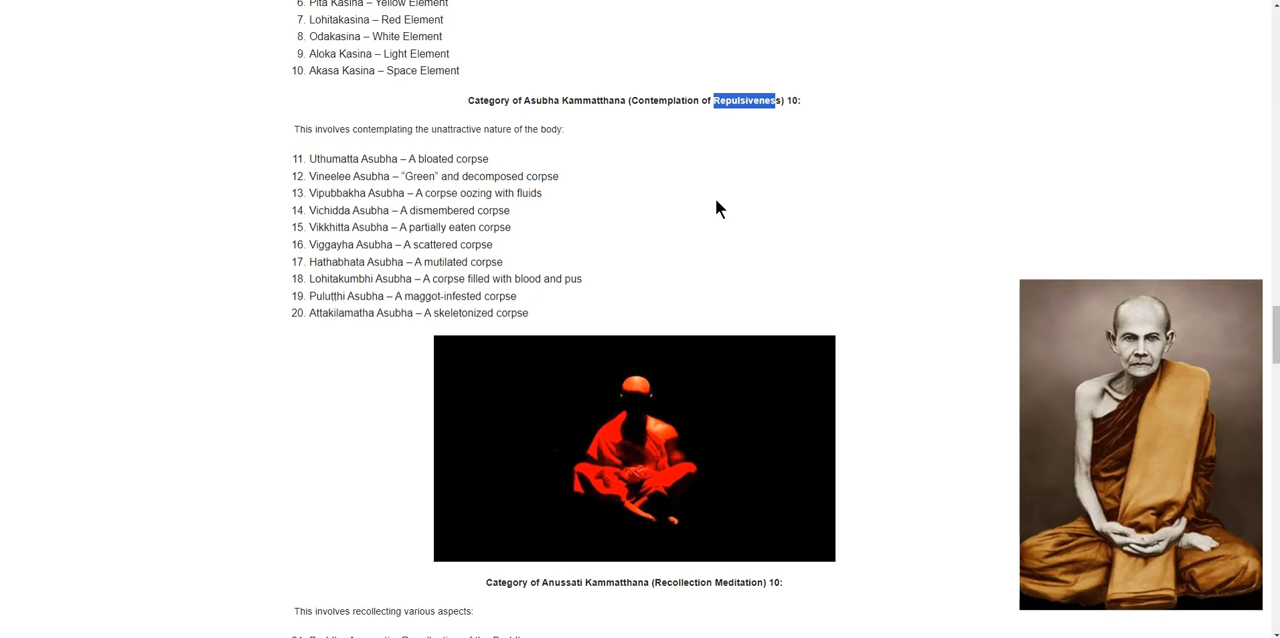 6. Pita Kasina – Yellow Element
7. Lohitakasina – Red Element
8. Odakasina – White Element
9. Aloka Kasina – Light Element
10. Akasa Kasina – Space Element
Category of Asubha Kammatthana (Contemplation of Repulsiveness) 10:
This involves contemplating the unattractive nature of the body:
11. Uthumatta Asubha – A bloated corpse
12. Vineelee Asubha – “Green” and decomposed corpse
13. Vipubbakha Asubha – A corpse oozing with fluids
14. Vichidda Asubha – A dismembered corpse
15. Vikkhitta Asubha – A partially eaten corpse
16. Viggayha Asubha – A scattered corpse
17. Hathabhata Asubha – A mutilated corpse
18. Lohitakumbhi Asubha – A corpse filled with blood and pus
19. Puluṭṭhi Asubha – A maggot-infested corpse
20. Attakilamatha Asubha – A skeletonized corpse
Category of Anussati Kammatthana (Recollection Meditation) 10:
This involves recollecting various aspects: